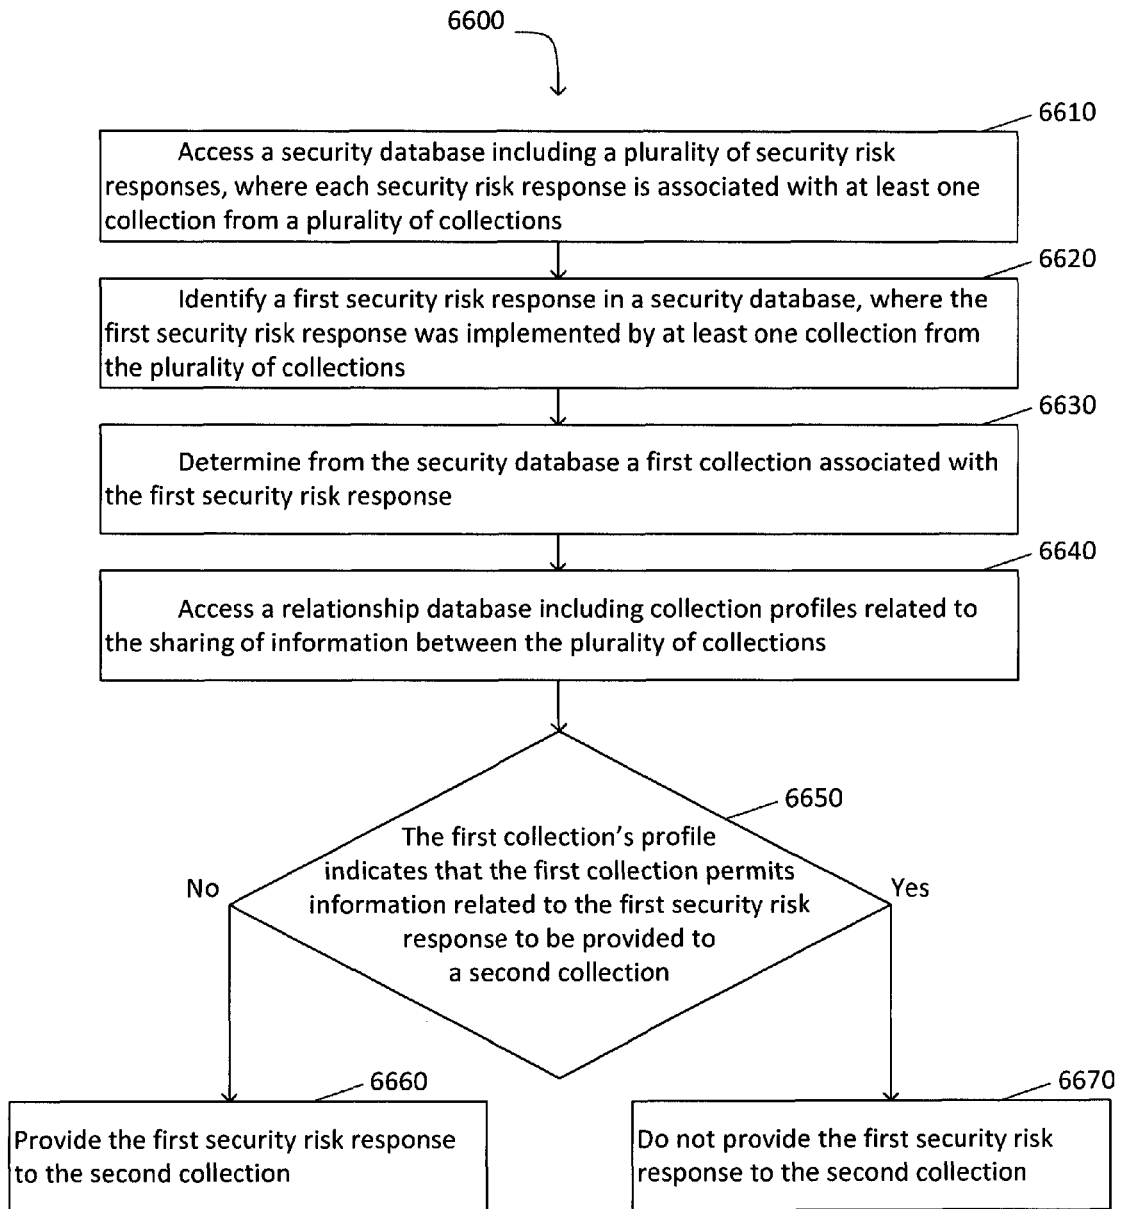 6600
6610
Access a security database including a plurality of security risk
responses, where each security risk response is associated with at least one
collection from a plurality of collections
6620
Identify a first security risk response in a security database, where the
first security risk response was implemented by at least one collection from
the plurality of collections
6630
Determine from the security database a first collection associated with
the first security risk response
6640
Access a relationship database including collection profiles related to
the sharing of information between the plurality of collections
6650
The first collection's profile
indicates that the first collection permits
information related to the first security risk
response to be provided to
a second collection
No
Yes
6660
Provide the first security risk response
to the second collection
6670
Do not provide the first security risk
response to the second collection